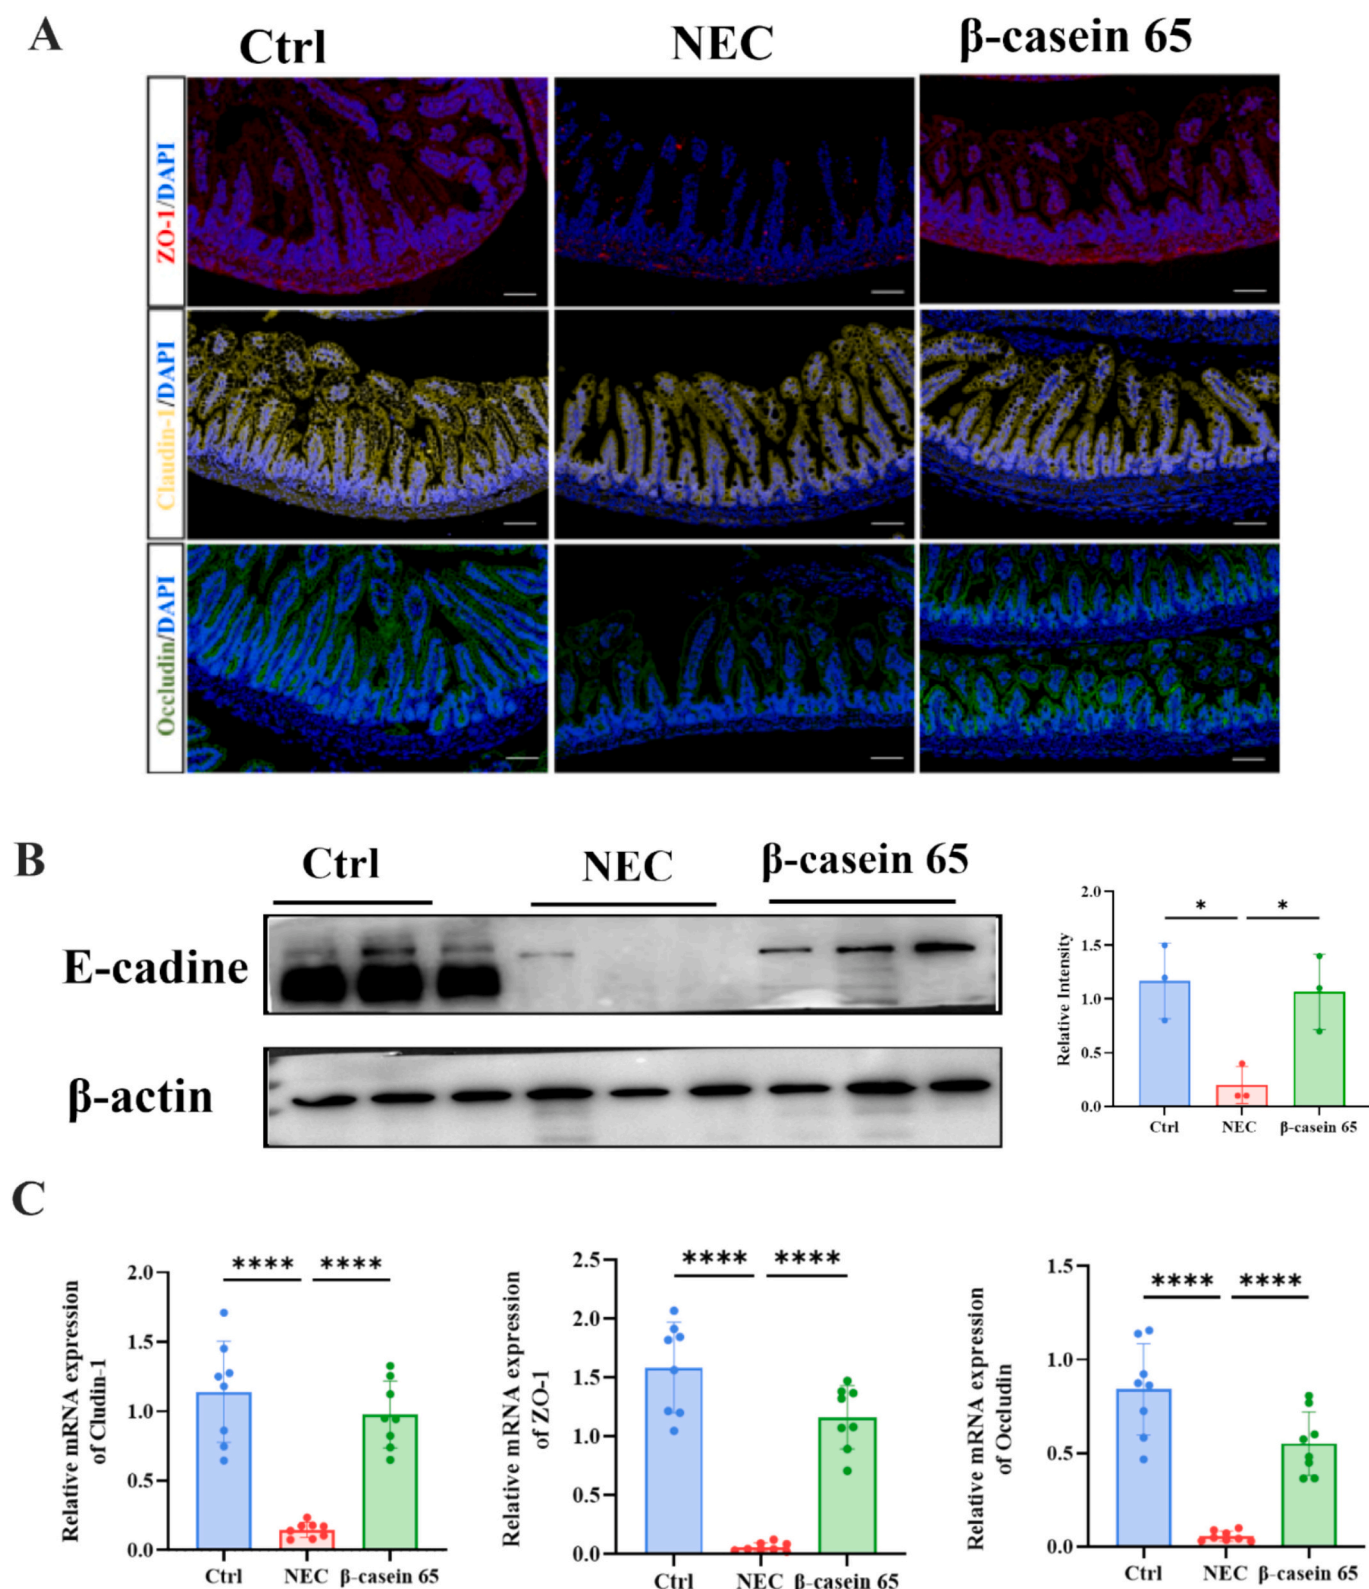 A
Ctrl
NEC
β-casein 65
ZO-1/DAPI
Claudin-1/DAPI
Occludin/DAPI
B
Ctrl
NEC
β-casein 65
E-cadine
β-actin
2.0
1.5
1.0
0.5
0.0
Relative Intensity
* *
Ctrl NEC β-casein 65
C
Relative mRNA expression
of Cludin-1
2.0
1.5
1.0
0.5
0.0
**** ****
Ctrl NEC β-casein 65
Relative mRNA expression
of ZO-1
2.5
2.0
1.5
1.0
0.5
0.0
**** ****
Ctrl NEC β-casein 65
Relative mRNA expression
of Occludin
1.5
1.0
0.5
0.0
**** ****
Ctrl NEC β-casein 65